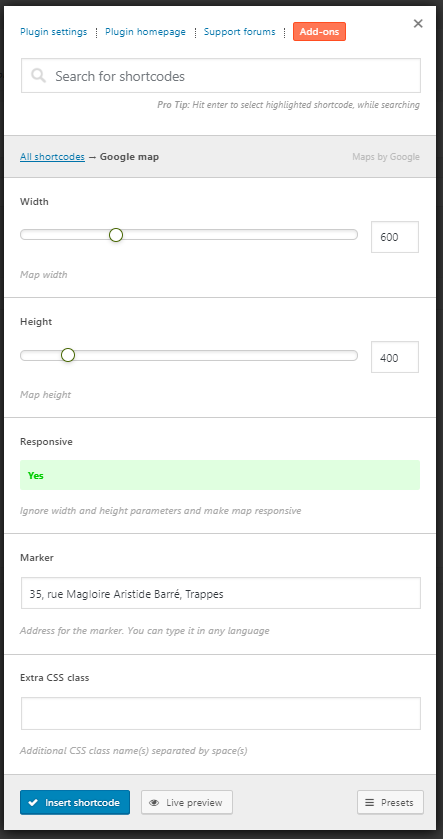 Plugin settings ¦ Plugin homepage ¦ Support forums ¦ Add-ons
Search for shortcodes
Pro Tip: Hit enter to select highlighted shortcode, while searching
All shortcodes → Google map Maps by Google
Width
600
Map width
Height
400
Map height
Responsive
Yes
Ignore width and height parameters and make map responsive
Marker
35, rue Magloire Aristide Barré, Trappes
Address for the marker. You can type it in any language
Extra CSS class
Additional CSS class name(s) separated by space(s)
Insert shortcode Live preview Presets